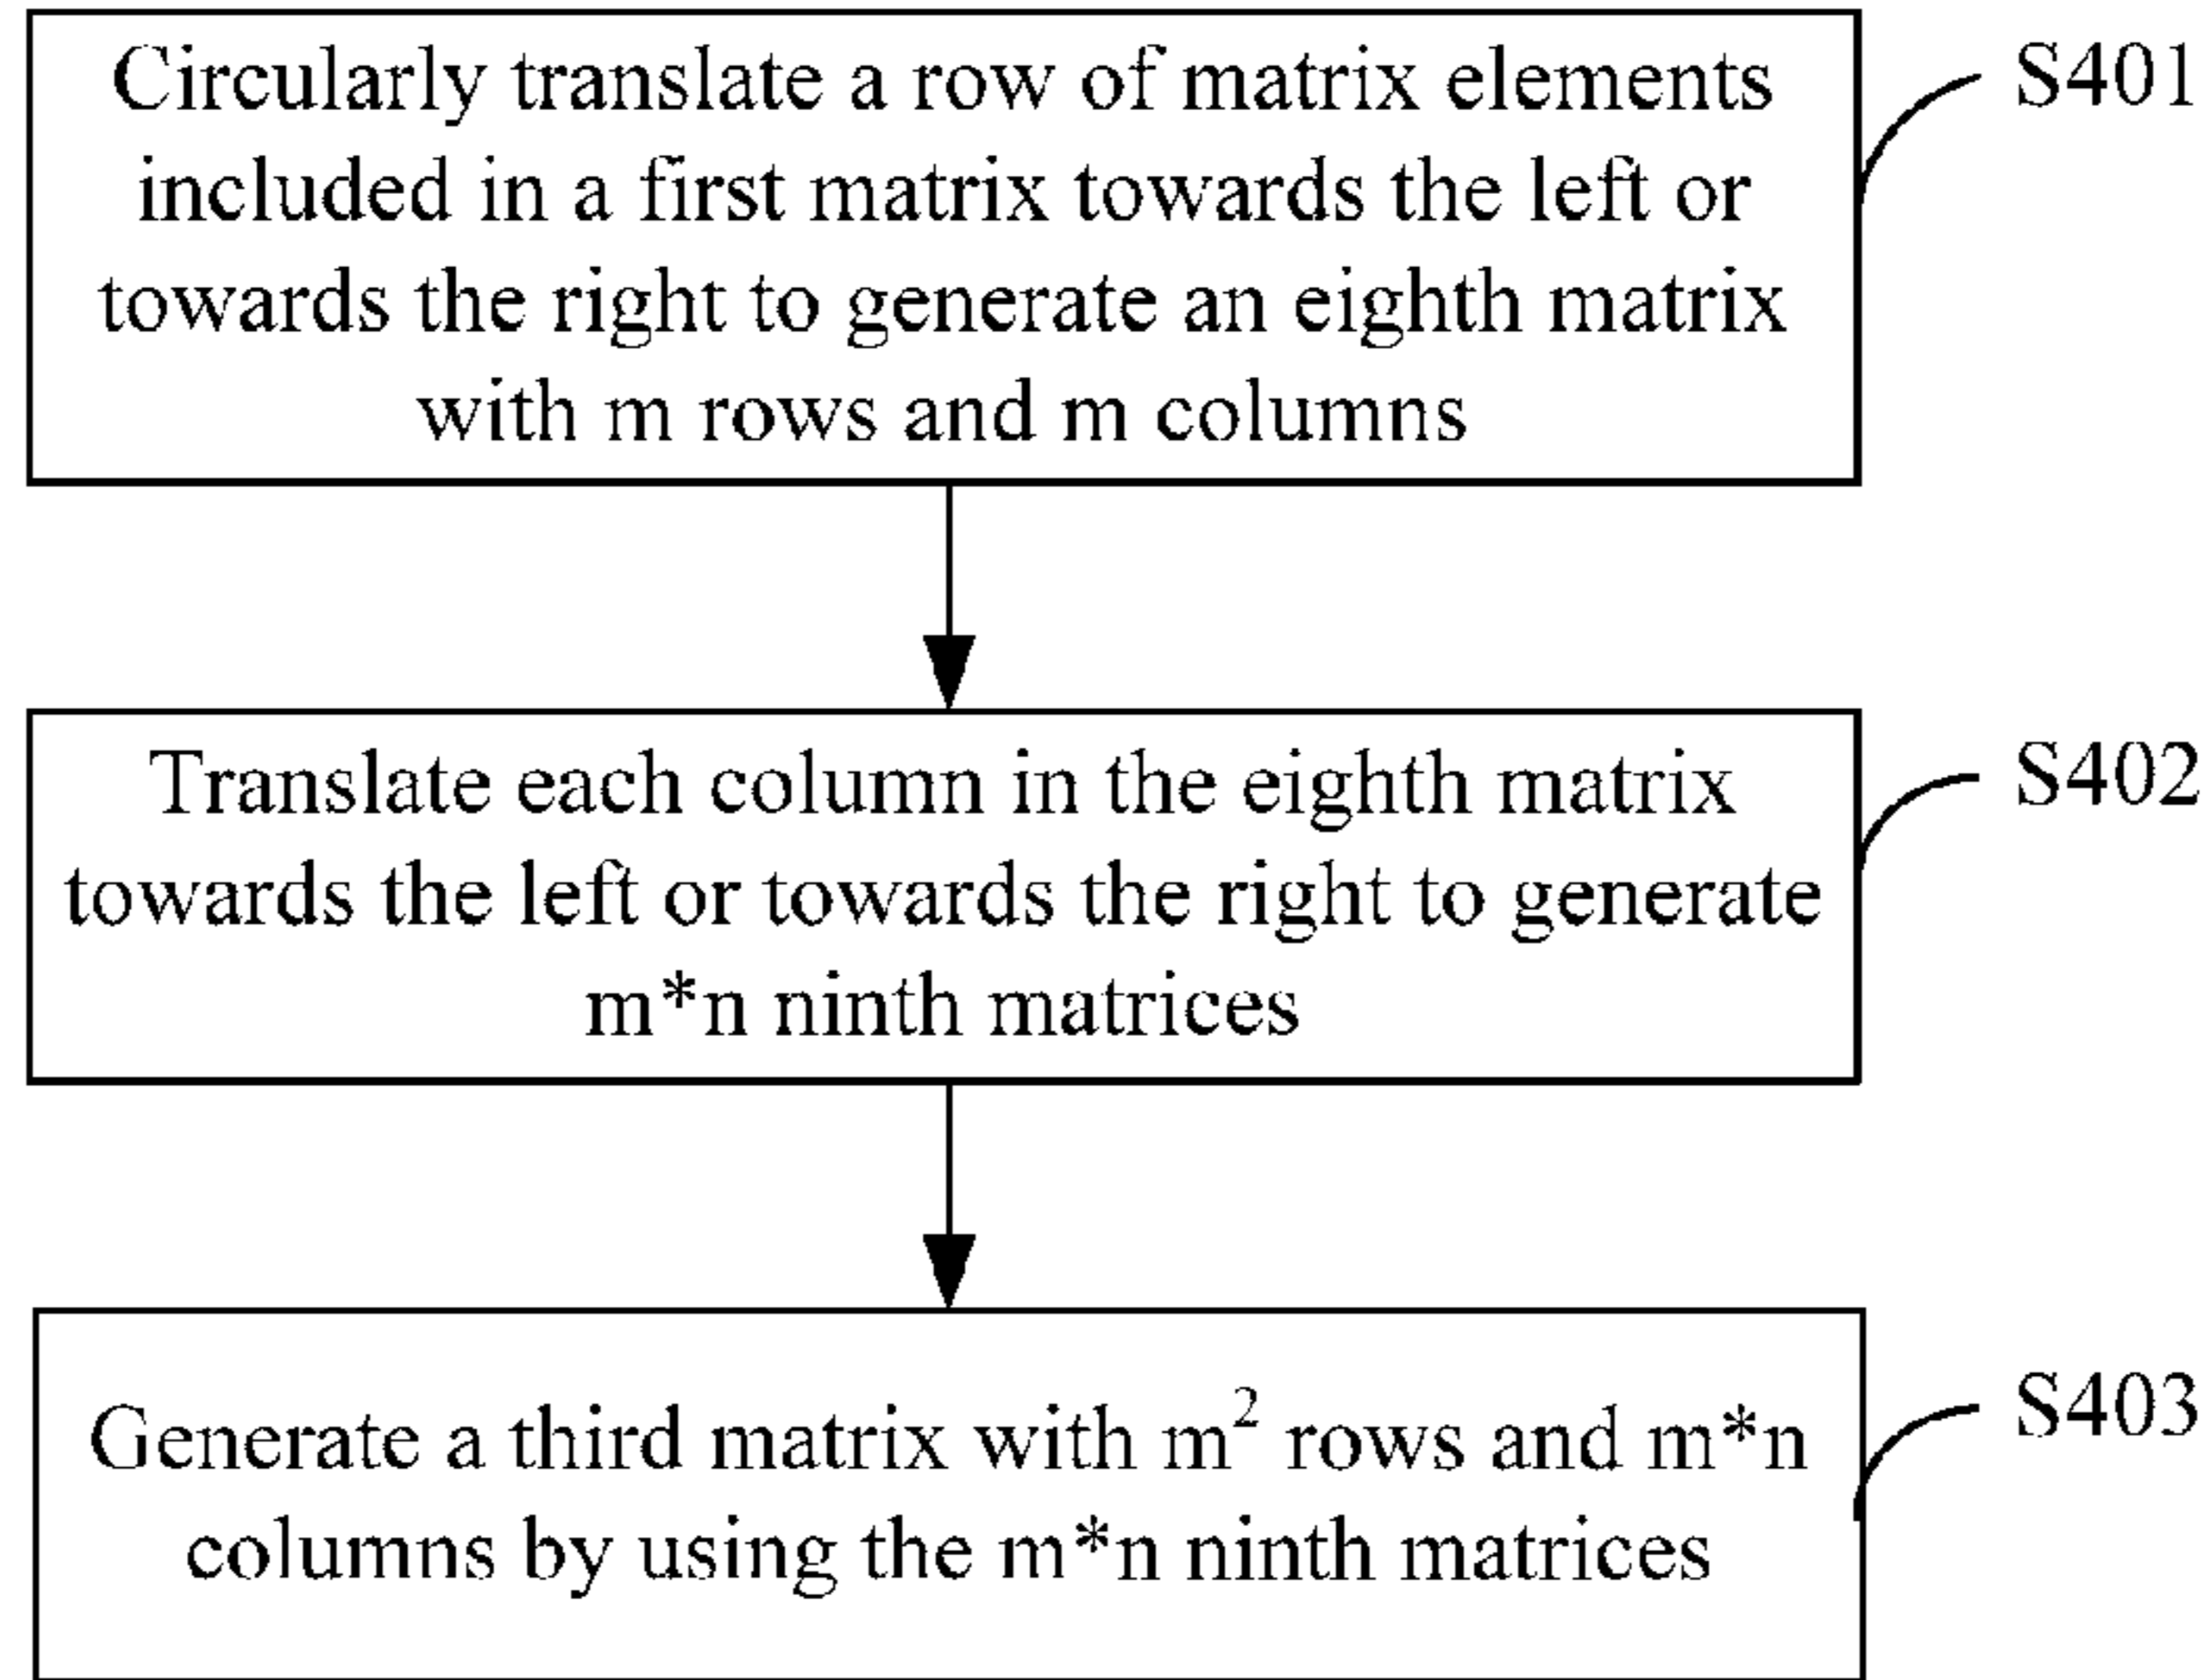 Circularly translate a row of matrix elements
included in a first matrix towards the left or
towards the right to generate an eighth matrix
with m rows and m columns
S401
Translate each column in the eighth matrix
towards the left or towards the right to generate
m*n ninth matrices
S402
Generate a third matrix with m² rows and m*n
columns by using the m*n ninth matrices
S403